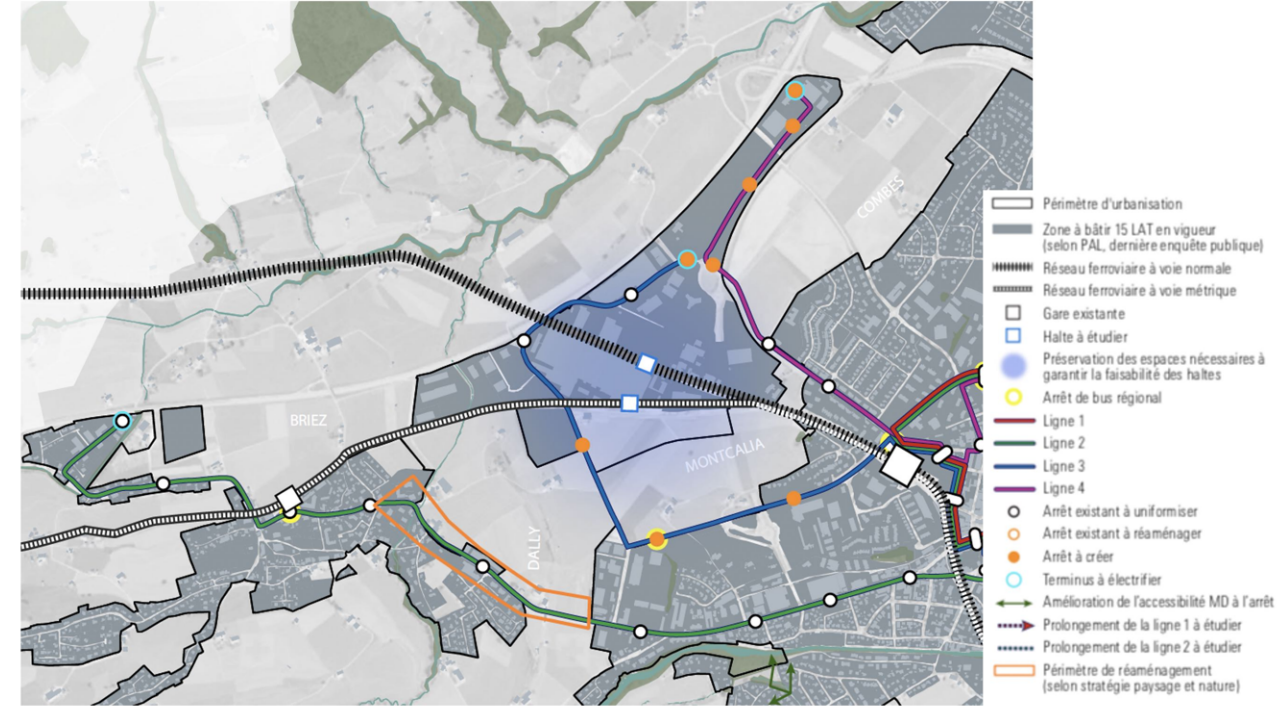 COMBES
BRIEZ
MONTCALIA
DALLY
Périmètre d'urbanisation
Zone à bâtir 15 LAT en vigueur
(selon PAL, dernière enquête publique)
Réseau ferroviaire à voie normale
Réseau ferroviaire à voie métrique
Gare existante
Halte à étudier
Préservation des espaces nécessaires à
garantir la faisabilité des haltes
Arrêt de bus régional
Ligne 1
Ligne 2
Ligne 3
Ligne 4
Arrêt existant à uniformiser
Arrêt existant à réaménager
Arrêt à créer
Terminus à électrifier
Amélioration de l'accessibilité MD à l'arrêt
Prolongement de la ligne 1 à étudier
Prolongement de la ligne 2 à étudier
Périmètre de réaménagement
(selon stratégie paysage et nature)